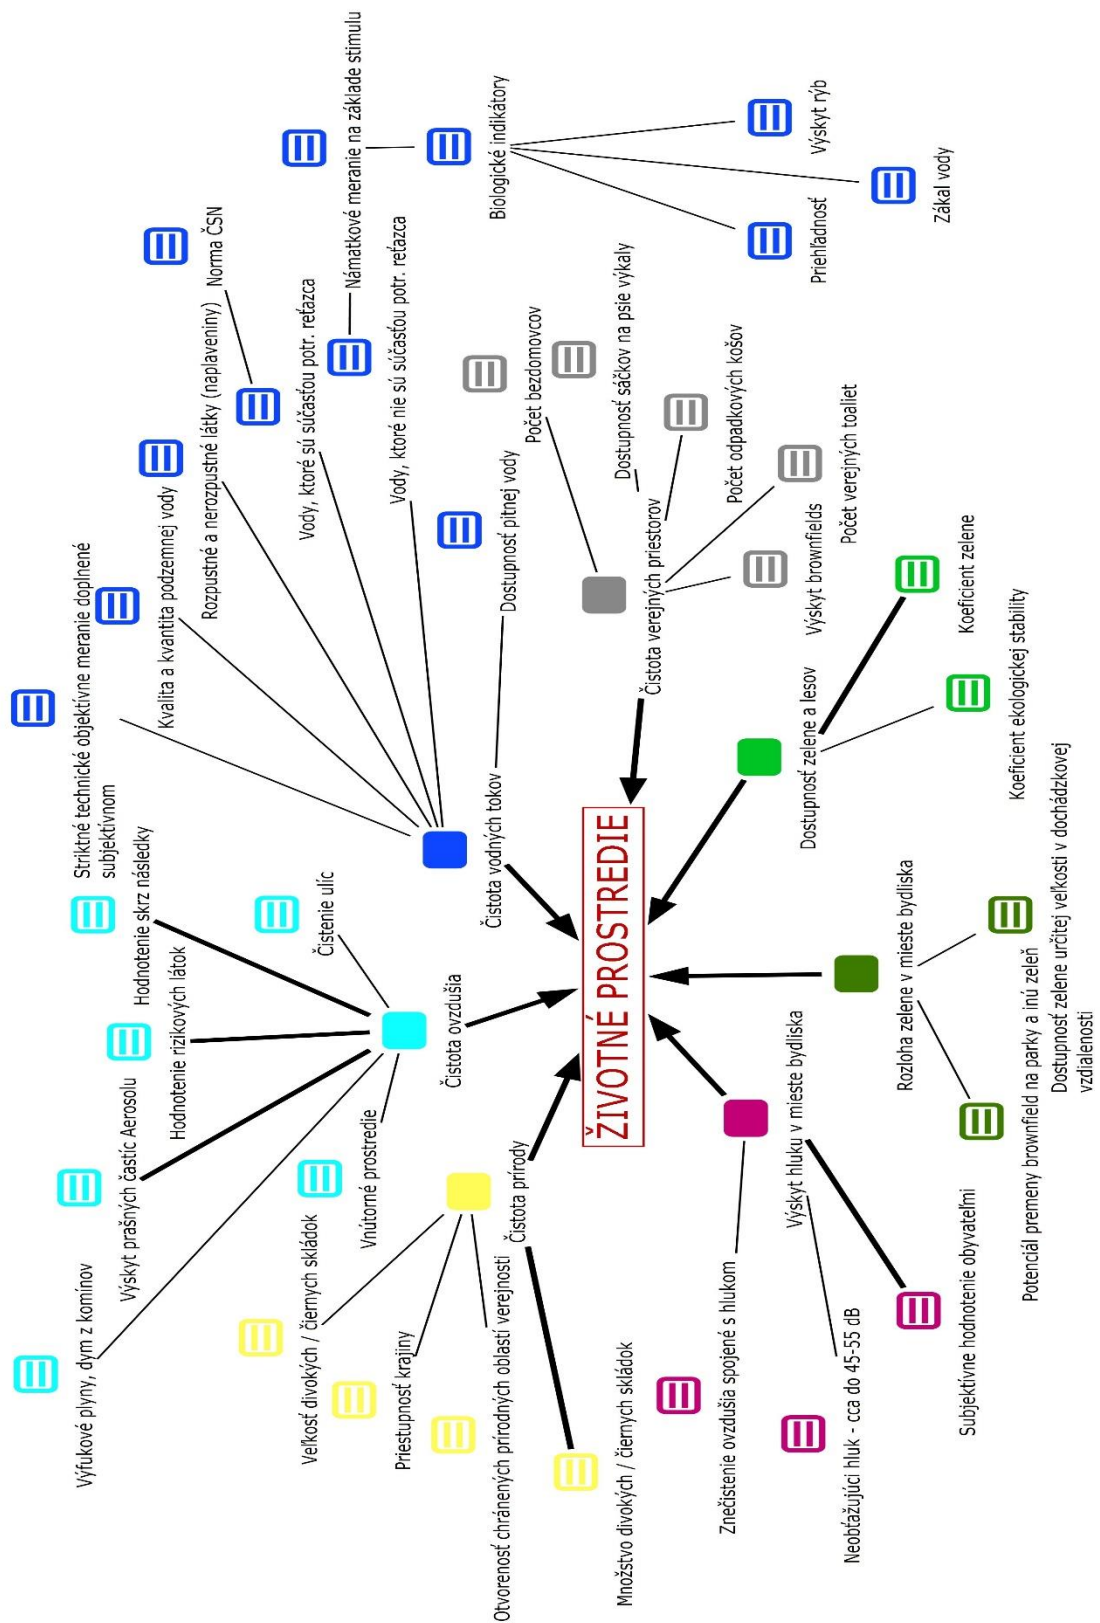 Výfukové plyny, dym z komínov
Výskyt prašných častíc Aerosolu
Hodnotenie rizikových látok
Hodnotenie skrz následky
Čistenie ulíc
Vnútorné prostredie
Čistota ovzdušia
Striktné technické objektívne meranie doplnené
subjektívnom
Kvalita a kvantita podzemnej vody
Rozpustné a nerozpustné látky (naplaveniny)
Norma ČSN
Vody, ktoré sú súčasťou potr. reťazca
Námatkové meranie na základe stimulu
Vody, ktoré nie sú súčasťou potr. reťazca
Biologické indikátory
Priehľadnosť
Zákal vody
Výskyt rýb
Dostupnosť pitnej vody
Čistota vodných tokov
Veľkosť divokých / čiernych skládok
Priestupnosť krajiny
Otvorenosť chránených prírodných oblastí verejnosti
Množstvo divokých / čiernych skládok
Čistota prírody
ŽIVOTNÉ PROSTREDIE
Čistota verejných priestorov
Počet bezdomovcov
Dostupnosť sáčkov na psie výkaly
Počet odpadkových košov
Počet verejných toaliet
Výskyt brownfields
Znečistenie ovzdušia spojené s hlukom
Výskyt hluku v mieste bydliska
Neobťažujúci hluk - cca do 45-55 dB
Subjektívne hodnotenie obyvateľmi
Rozloha zelene v mieste bydliska
Potenciál premeny brownfield na parky a inú zeleň
Dostupnosť zelene určitej veľkosti v dochádzkovej
vzdialenosti
Dostupnosť zelene a lesov
Koeficient ekologickej stability
Koeficient zelene